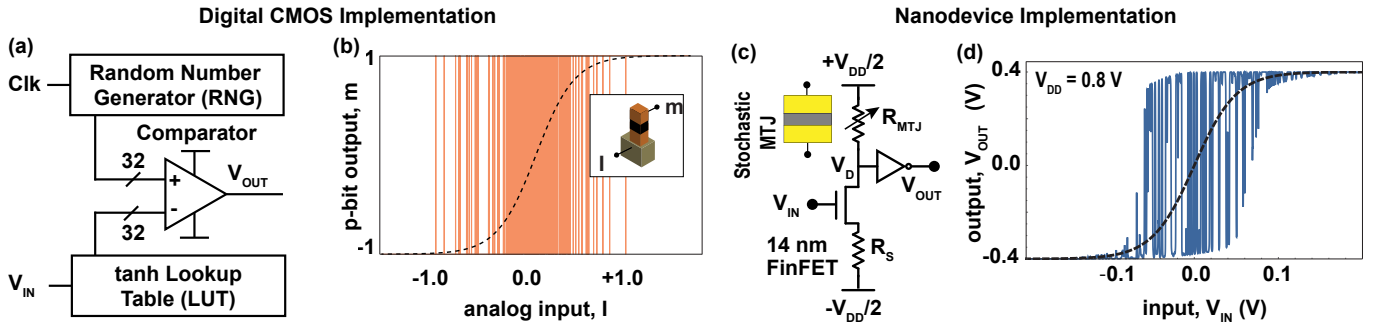 Digital CMOS Implementation
Nanodevice Implementation
(a)
Clk
Random Number
Generator (RNG)
Comparator
32
+
-
32
V_OUT
V_IN
tanh Lookup
Table (LUT)
(b)
p-bit output, m
1
-1
-1.0
0.0
+1.0
analog input, I
m
I
(c)
+V_DD/2
Stochastic
MTJ
R_MTJ
V_D
V_OUT
V_IN
14 nm
FinFET
R_S
-V_DD/2
(d)
V_DD = 0.8 V
output, V_OUT (V)
0.4
0.0
-0.4
-0.1
0.0
0.1
input, V_IN (V)